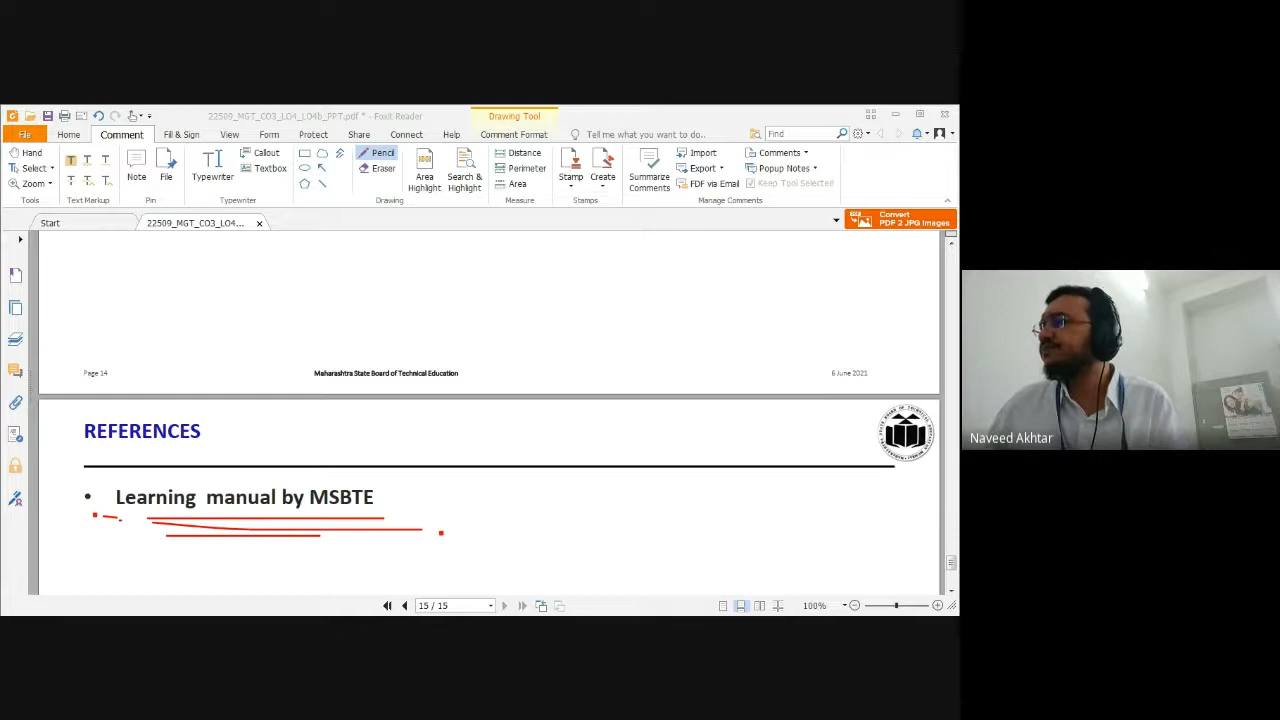 22509_MGT_CO3_LO4_LO4b_PPT.pdf * - Foxit Reader
Drawing Tool
File Home Comment Fill & Sign View Form Protect Share Connect Help Comment Format Tell me what you want to do.. Find
Hand
Select
Zoom
Tools
Text Markup
Note
File
Pin
Typewriter
Callout
Textbox
Typewriter
Pencil
Eraser
Area
Highlight
Search &
Highlight
Drawing
Distance
Perimeter
Area
Measure
Stamp
Create
Stamps
Summarize
Comments
Import
Export
FDF via Email
Comments
Popup Notes
Keep Tool Selected
Manage Comments
Start
22509_MGT_CO3_LO4...
Convert
PDF 2 JPG Images
Page 14 Maharashtra State Board of Technical Education 6 June 2021
REFERENCES
• Learning manual by MSBTE
15 / 15
100%
Naveed Akhtar